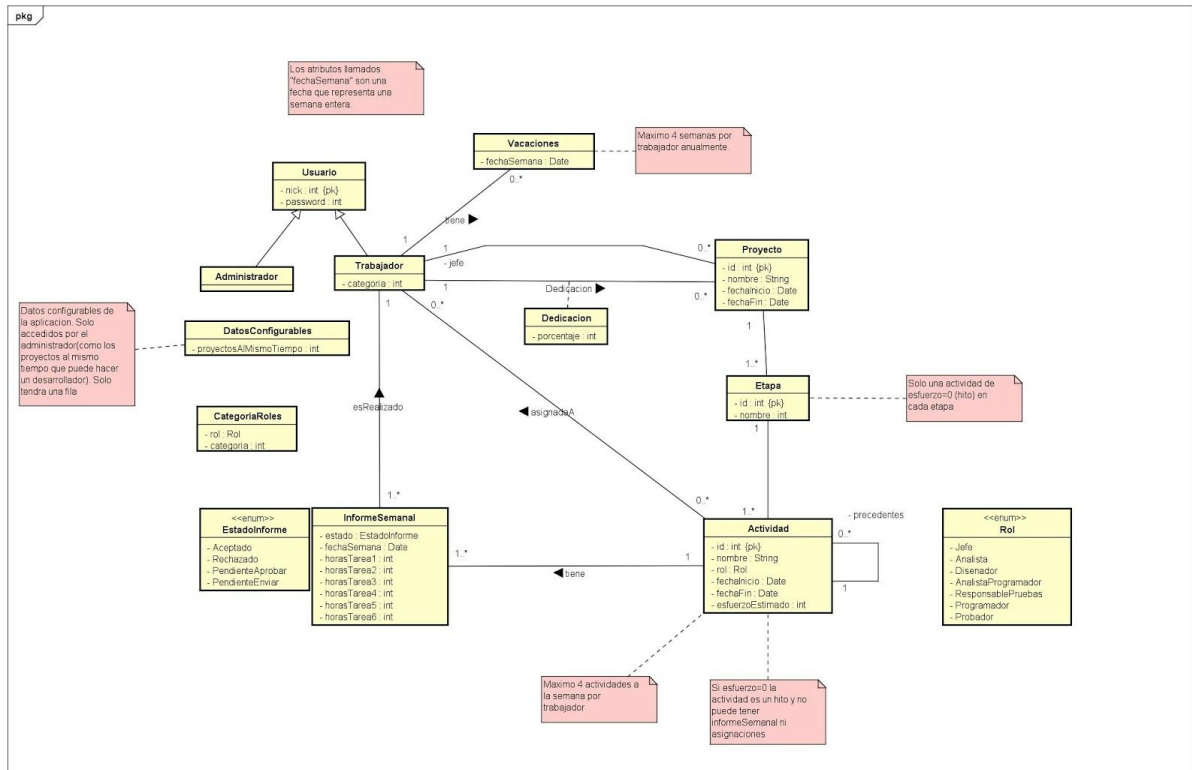 pkg
Los atributos llamados
"fechaSemana" son una
fecha que representa una
semana entera.
Vacaciones
- fechaSemana : Date
Maximo 4 semanas por
trabajador anualmente.
0..*
Usuario
- nick : int {pk}
- password : int
trene
1
1
- jefe
0..*
Proyecto
- id : int {pk}
- nombre : String
- fechaInicio : Date
- fechaFin : Date
Administrador
Trabajador
- categoria : int
1
Dedicacion
0..*
1
0..*
Dedicacion
- porcentaje : int
1
1..*
Datos configurables de
la aplicacion. Solo
accedidos por el
administrador(como los
proyectos al mismo
tiempo que puede hacer
un desarrollador). Solo
tendra una fila
DatosConfigurables
- proyectosAlMismoTiempo : int
Etapa
- id : int {pk}
- nombre : int
Solo una actividad de
esfuerzo=0 (hito) en
cada etapa
esRealizado
asignadaA
1
CategoriaRoles
- rol : Rol
- categoria : int
1..*
0..*
1..*
<<enum>>
EstadoInforme
- Aceptado
- Rechazado
- PendienteAprobar
- PendienteEnviar
InformeSemanal
- estado : EstadoInforme
- fechaSemana : Date
- horasTarea1 : int
- horasTarea2 : int
- horasTarea3 : int
- horasTarea4 : int
- horasTarea5 : int
- horasTarea6 : int
1..*
tiene
1
Actividad
- id : int {pk}
- nombre : String
- rol : Rol
- fechaInicio : Date
- fechaFin : Date
- esfuerzoEstimado : int
- precedentes
0..*
1
<<enum>>
Rol
- Jefe
- Analista
- Disenador
- AnalistaProgramador
- ResponsablePruebas
- Programador
- Probador
Maximo 4 actividades a
la semana por
trabajador
Si esfuerzo=0 la
actividad es un hito y no
puede tener
informeSemanal ni
asignaciones